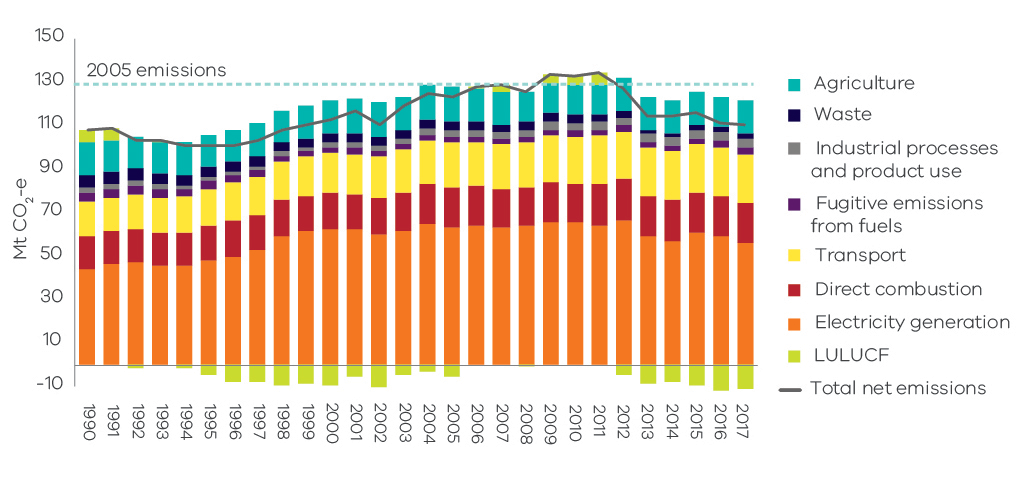 150
130
110
90
70
50
30
10
-10
Mt CO2-e
2005 emissions
1990
1991
1992
1993
1994
1995
1996
1997
1998
1999
2000
2001
2002
2003
2004
2005
2006
2007
2008
2009
2010
2011
2012
2013
2014
2015
2016
2017
Agriculture
Waste
Industrial processes
and product use
Fugitive emissions
from fuels
Transport
Direct combustion
Electricity generation
LULUCF
Total net emissions